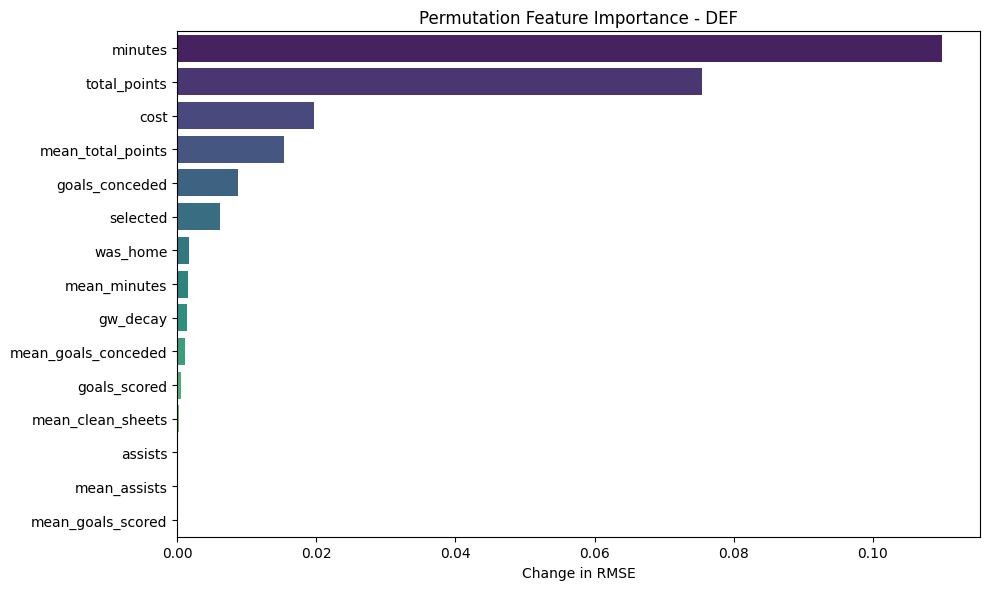 Permutation Feature Importance - DEF
minutes
total_points
cost
mean_total_points
goals_conceded
selected
was_home
mean_minutes
gw_decay
mean_goals_conceded
goals_scored
mean_clean_sheets
assists
mean_assists
mean_goals_scored
0.00 0.02 0.04 0.06 0.08 0.10
Change in RMSE